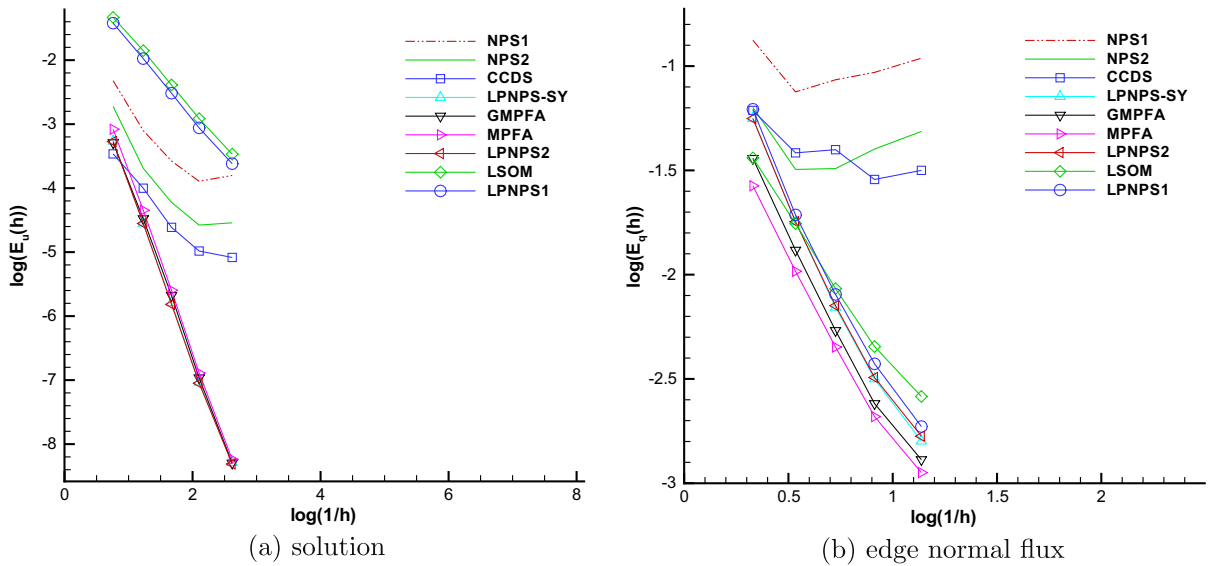 -2
-3
-4
-5
-6
-7
-8
0
2
4
6
8
log(E_u(h))
log(1/h)
NPS1
NPS2
CCDS
LPNPS-SY
GMPFA
MPFA
LPNPS2
LSOM
LPNPS1
(a) solution
-1
-1.5
-2
-2.5
-3
0
0.5
1
1.5
2
log(E_q(h))
log(1/h)
NPS1
NPS2
CCDS
LPNPS-SY
GMPFA
MPFA
LPNPS2
LSOM
LPNPS1
(b) edge normal flux